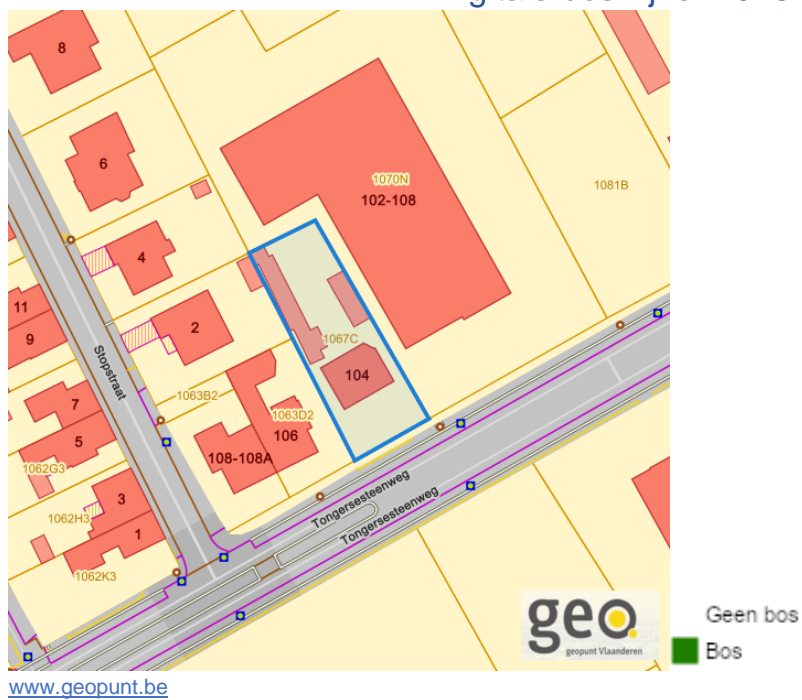 8
6
4
2
11
9
7
5
3
1
Stopstraat
1070N
102-108
1081B
1067C
104
1063B2
1063D2
106
108-108A
1062G3
1062H3
1062K3
Tongersesteenweg
Tongersesteenweg
geo.
geopunt Vlaanderen
Geen bos
Bos
www.geopunt.be